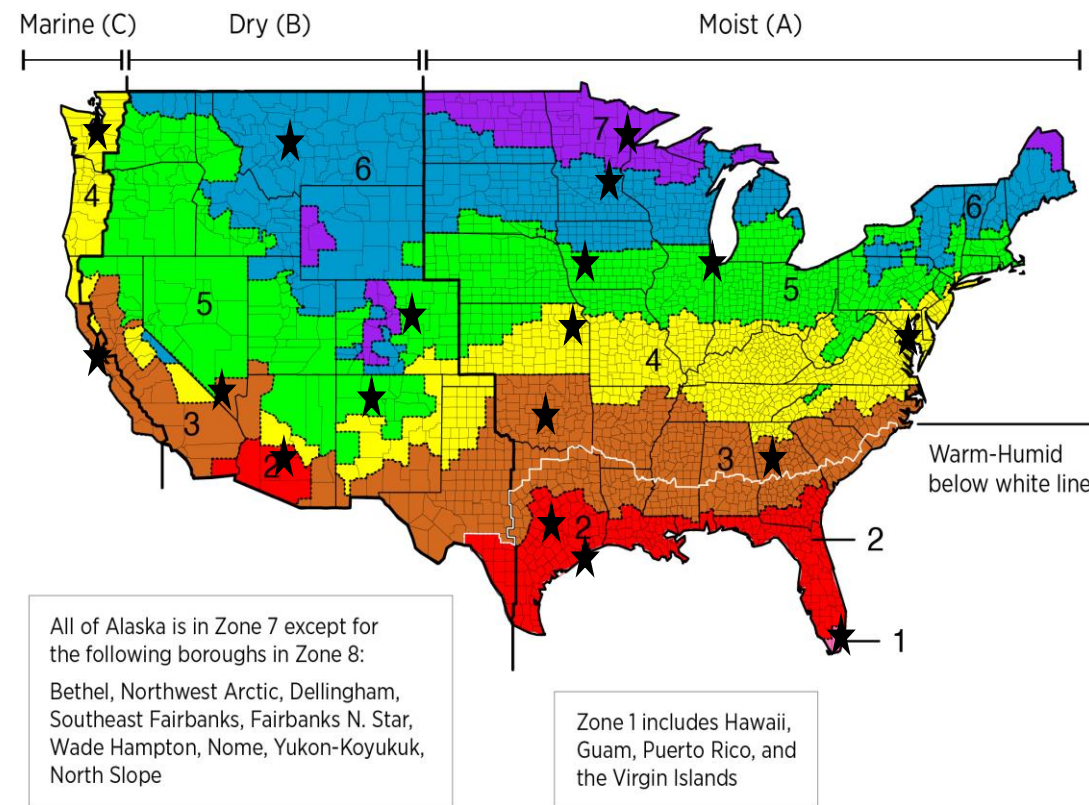 Marine (C)
Dry (B)
Moist (A)
7
6
4
6
5
5
4
3
3
2
2
Warm-Humid
below white line
2
1
All of Alaska is in Zone 7 except for
the following boroughs in Zone 8:
Bethel, Northwest Arctic, Dellingham,
Southeast Fairbanks, Fairbanks N. Star,
Wade Hampton, Nome, Yukon-Koyukuk,
North Slope
Zone 1 includes Hawaii,
Guam, Puerto Rico, and
the Virgin Islands